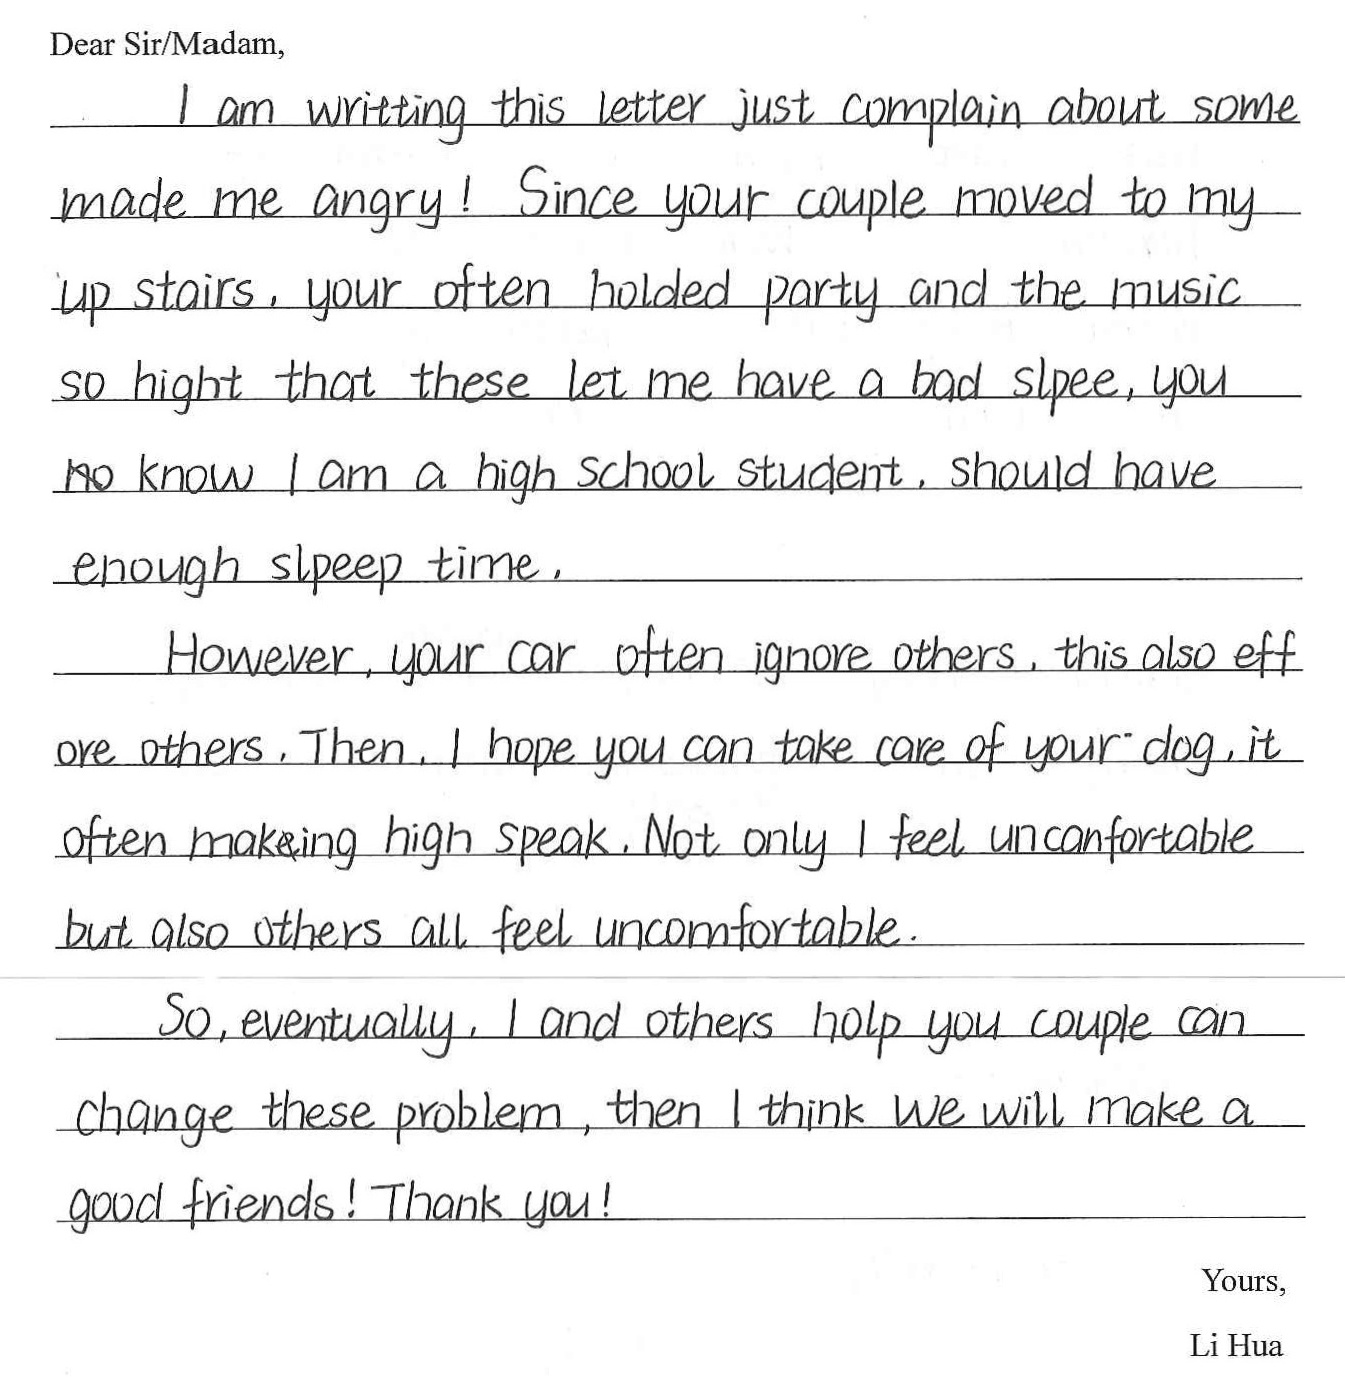 Dear Sir/Madam,
I am writting this letter just complain about some
made me angry! Since your couple moved to my
up stairs, your often holded party and the music
so hight that these let me have a bad slpee, you
no know I am a high school student, should have
enough slpeep time.
However, your car often ignore others, this also eff
ore others. Then, I hope you can take care of your dog, it
often makeing high speak. Not only I feel uncanfortable
but also others all feel uncomfortable.
So, eventually, I and others holp you couple can
change these problem, then I think we will make a
good friends! Thank you!
Yours,
Li Hua